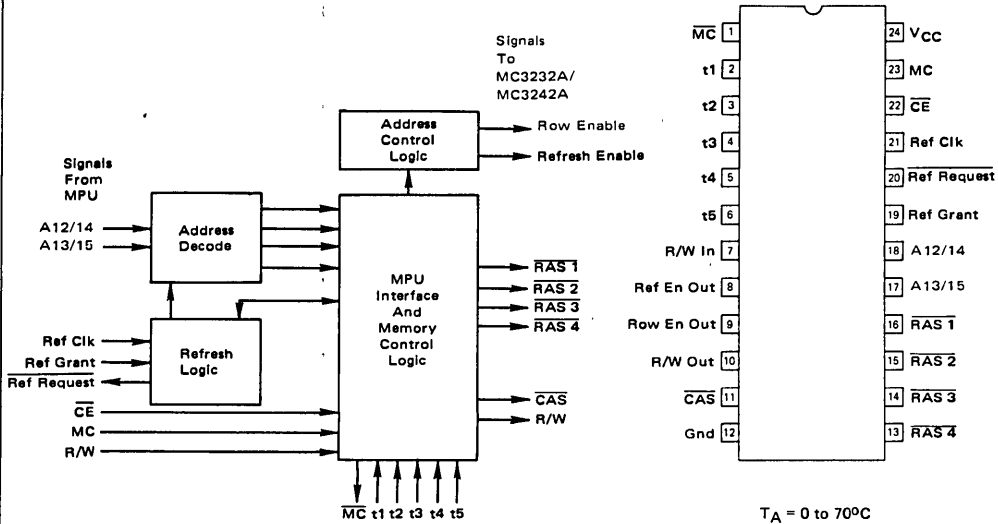 Signals
To
MC3232A/
MC3242A
Address
Control
Logic
Row Enable
Refresh Enable
Signals
From
MPU
A12/14
A13/15
Address
Decode
MPU
Interface
And
Memory
Control
Logic
RAS 1
RAS 2
RAS 3
RAS 4
Ref Clk
Ref Grant
Ref Request
Refresh
Logic
CE
MC
R/W
CAS
R/W
MC t1 t2 t3 t4 t5
MC 1
t1 2
t2 3
t3 4
t4 5
t5 6
R/W In 7
Ref En Out 8
Row En Out 9
R/W Out 10
CAS 11
Gnd 12
24 VCC
23 MC
22 CE
21 Ref Clk
20 Ref Request
19 Ref Grant
18 A12/14
17 A13/15
16 RAS 1
15 RAS 2
14 RAS 3
13 RAS 4
TA = 0 to 70ºC